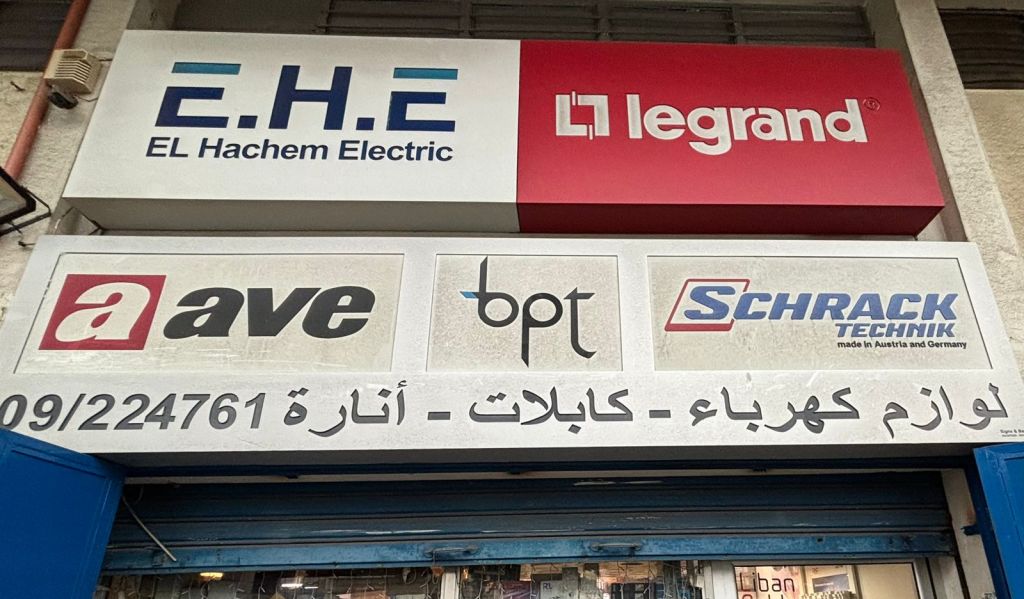 E.H.E
EL Hachem Electric
legrand®
a ave
bpt
SCHRACK
TECHNIK
made in Austria and Germany
لوازم كهرباء - كابلات - أنارة 09/224761
Liban